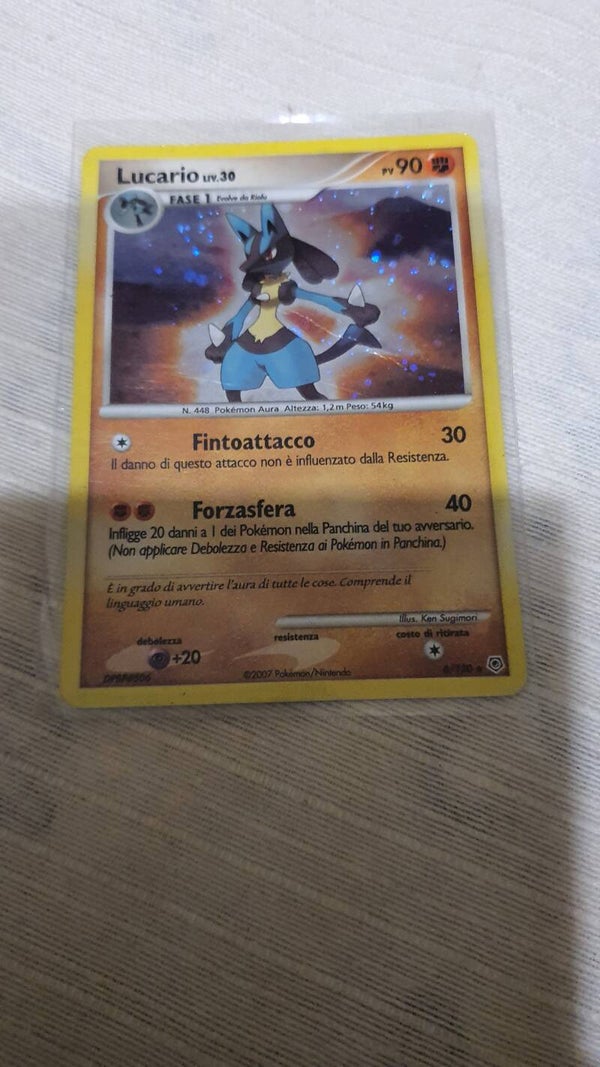 Lucario LIV.30
PV 90
FASE 1 Evolve da Riolu
N. 448 Pokémon Aura Altezza: 1,2 m Peso: 54 kg
Fintoattacco 30
Il danno di questo attacco non è influenzato dalla Resistenza.
Forzasfera 40
Infligge 20 danni a 1 dei Pokémon nella Panchina del tuo avversario.
(Non applicare Debolezza e Resistenza ai Pokémon in Panchina.)
È in grado di avvertire l'aura di tutte le cose. Comprende il
linguaggio umano.
Illus. Ken Sugimori
debolezza resistenza costo di ritirata
+20
©2007 Pokémon/Nintendo
6/130